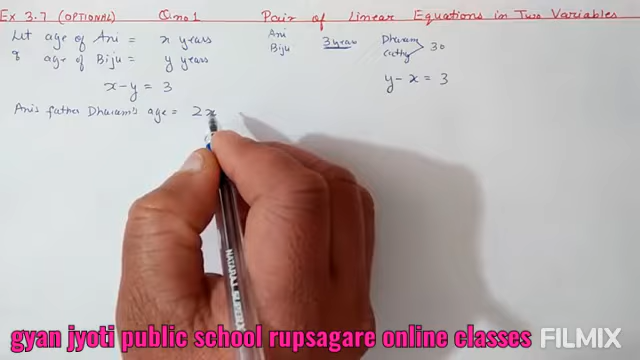 Ex 3.7 (OPTIONAL) Q.no 1 Pair of Linear Equations in Two Variables
Let age of Ani = x years
& age of Biju = y years
x-y = 3
Ani's father Dharam's age = 2x
Ani
Biju 3 years
Dharam
Cathy 30
y-x = 3
NATARAJ
gyan jyoti public school rupsagare online classes
FILMIX